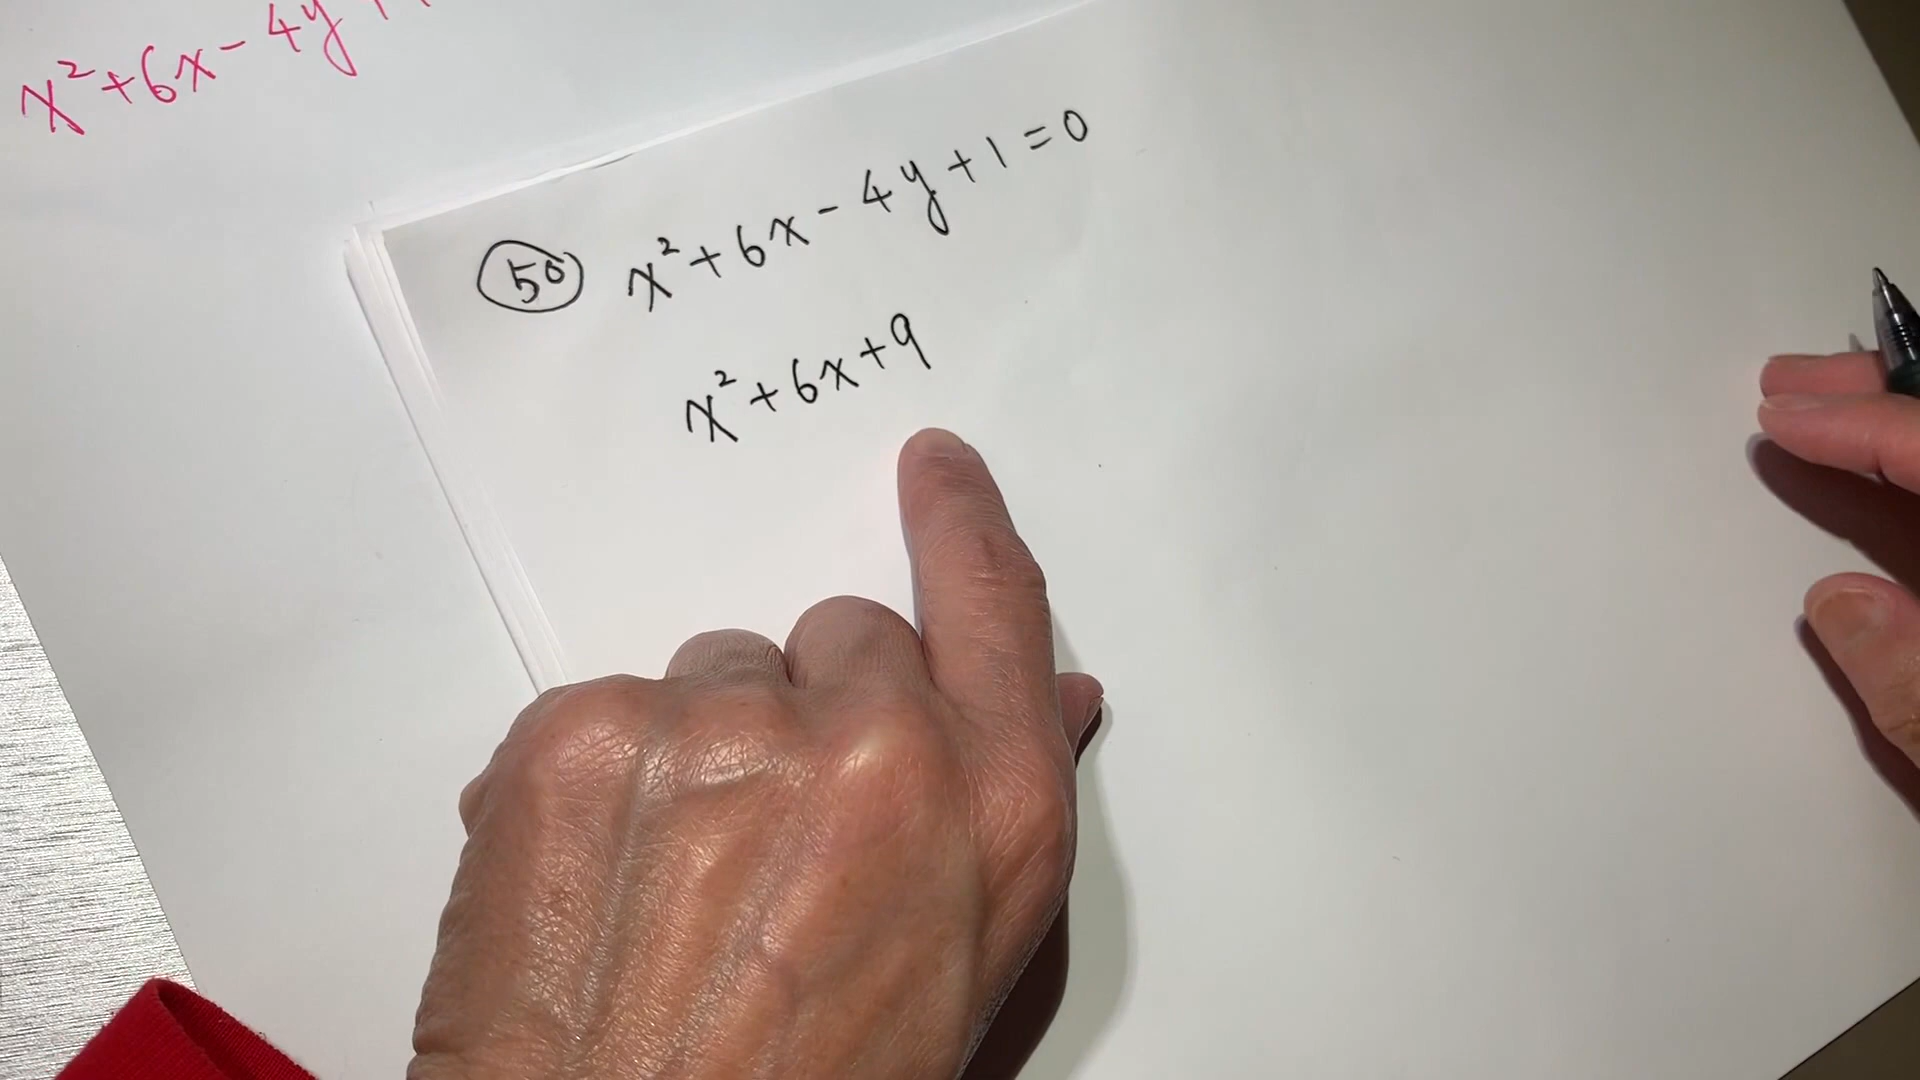 x² + 6x - 4y
50 x² + 6x - 4y + 1 = 0
x² + 6x + 9